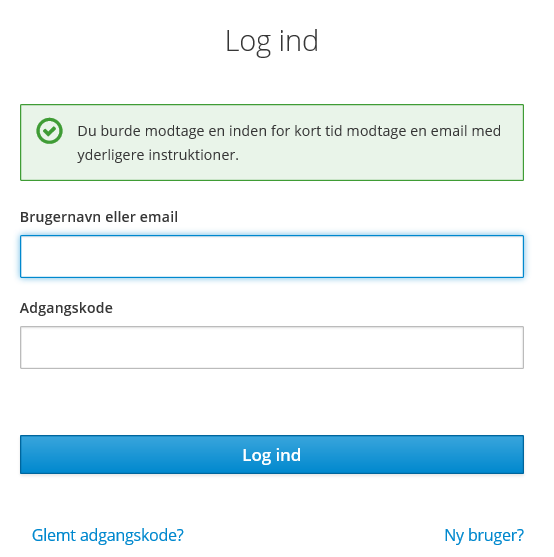 Log ind
Du burde modtage en inden for kort tid modtage en email med
yderligere instruktioner.
Brugernavn eller email
Adgangskode
Log ind
Glemt adgangskode?
Ny bruger?